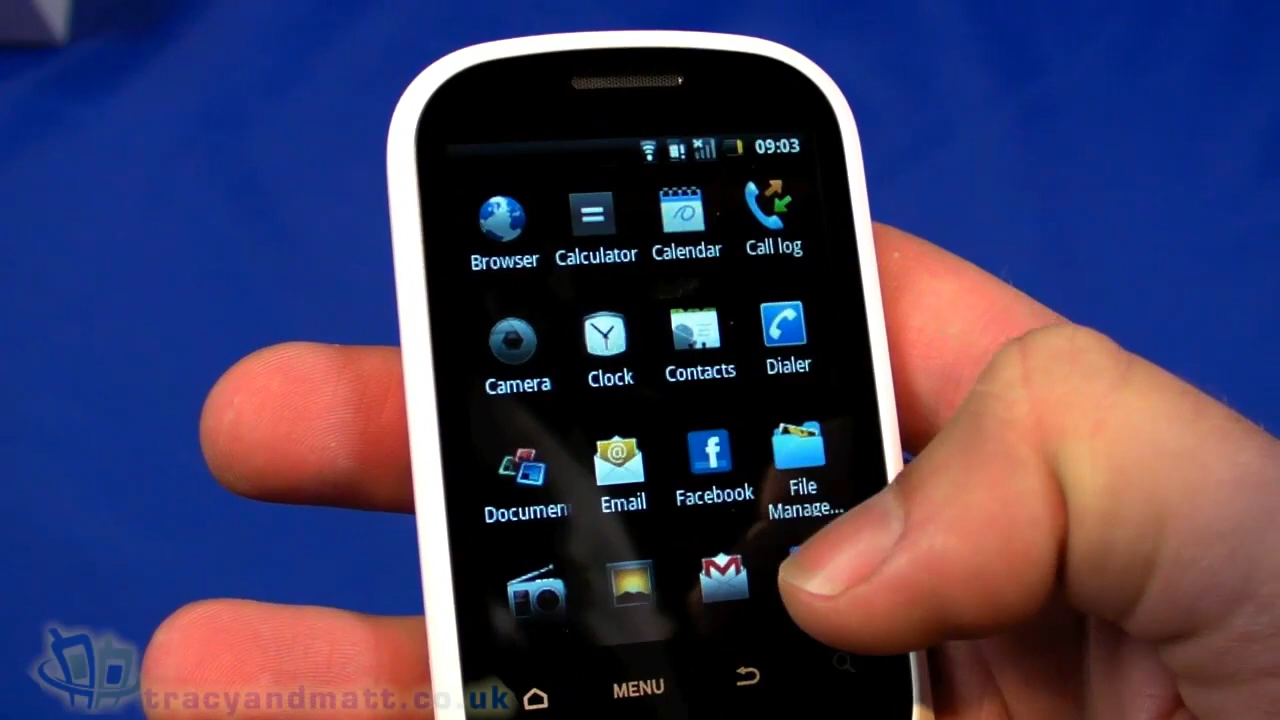 09:03
Browser Calculator Calendar Call log
Camera Clock Contacts Dialer
Documen Email Facebook File
Manage...
MENU
tracyandmatt.co.uk